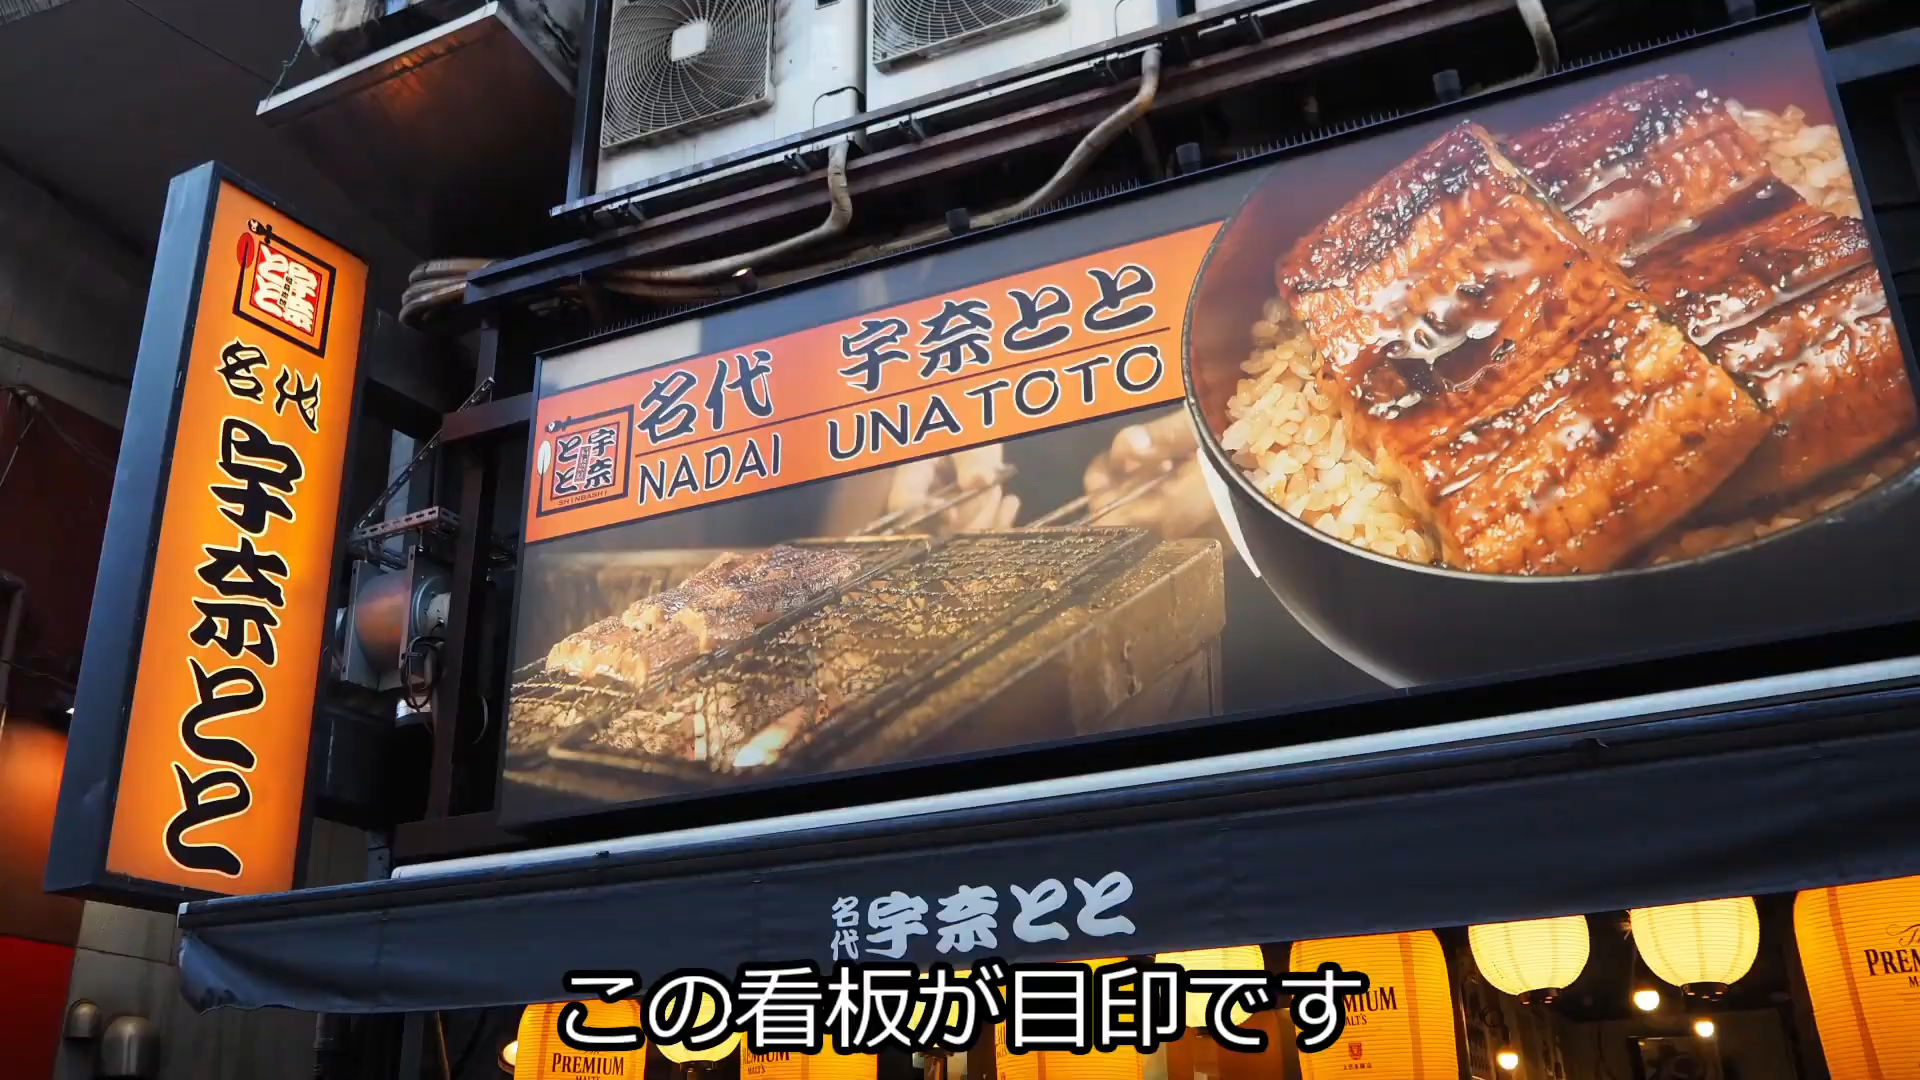 宇奈とと
名代
宇奈とと
名代 宇奈とと
NADAI UNATOTO
宇奈とと
SHINBASHI
名代宇奈とと
PREMIUM
MALT'S
PREMIUM
MALT'S
この看板が目印です